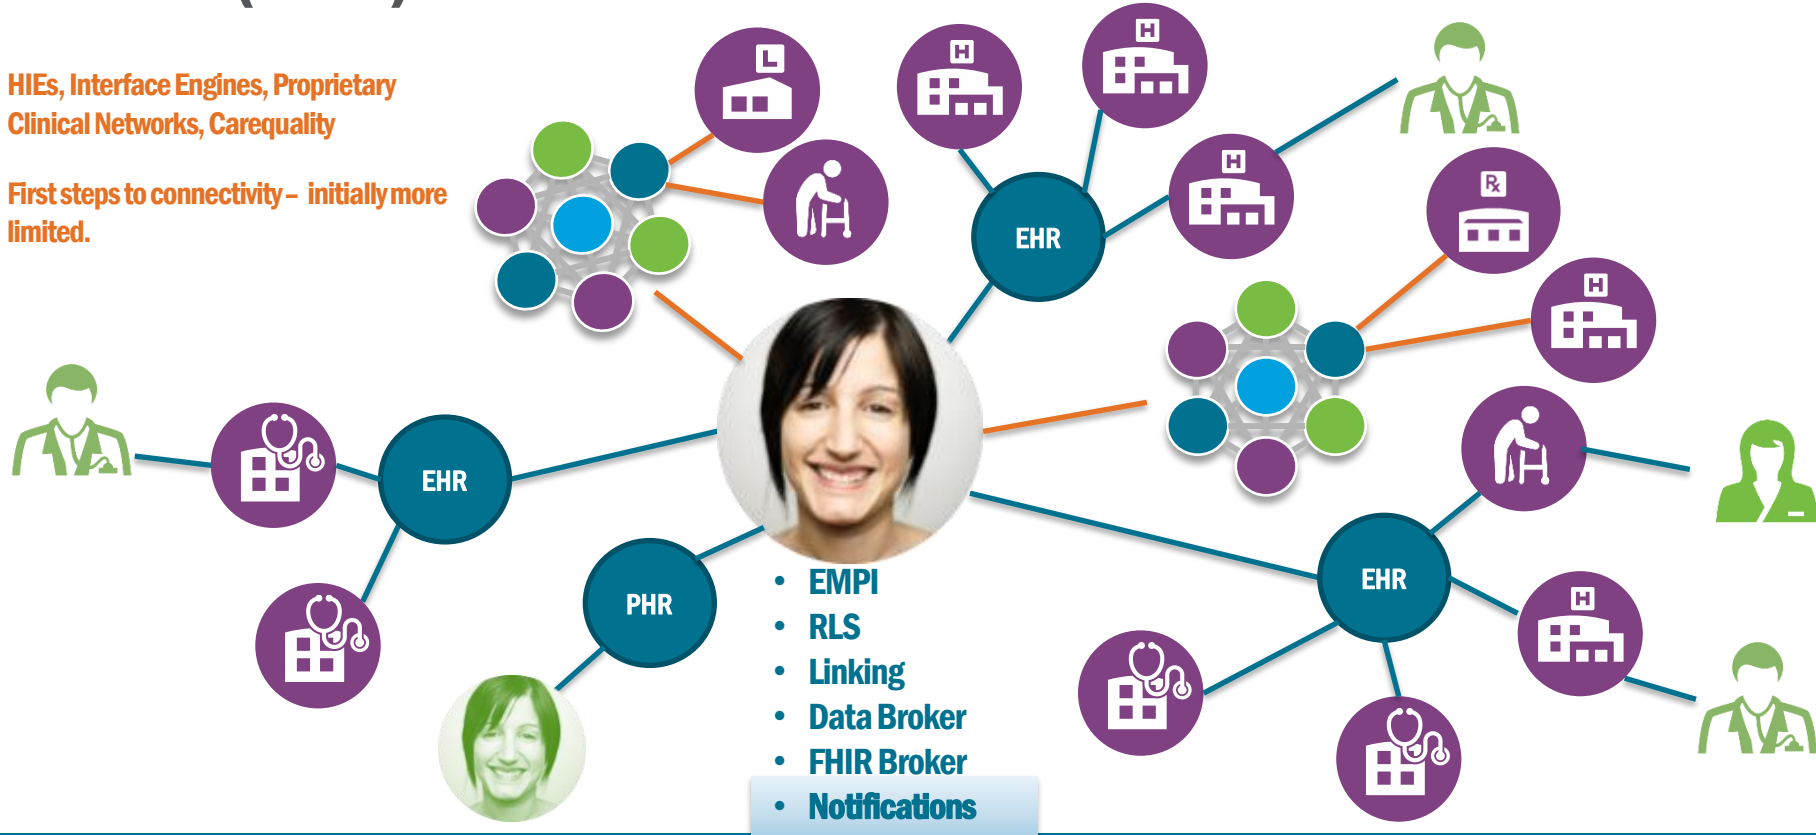 HIEs, Interface Engines, Proprietary
Clinical Networks, Carequality
First steps to connectivity – initially more
limited.
L
H
H
H
EHR
Rx
H
EHR
PHR
EHR
H
• EMPI
• RLS
• Linking
• Data Broker
• FHIR Broker
• Notifications